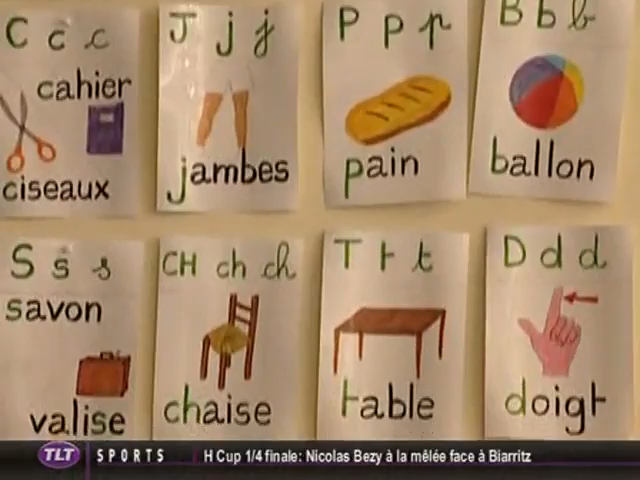 C c c
cahier
ciseaux
J j j
jambes
P p p
pain
B b b
ballon
S s s
savon
valise
CH ch ch
chaise
T t t
table
D d d
doigt
TLT SPORTS H Cup 1/4 finale: Nicolas Bezy à la mêlée face à Biarritz